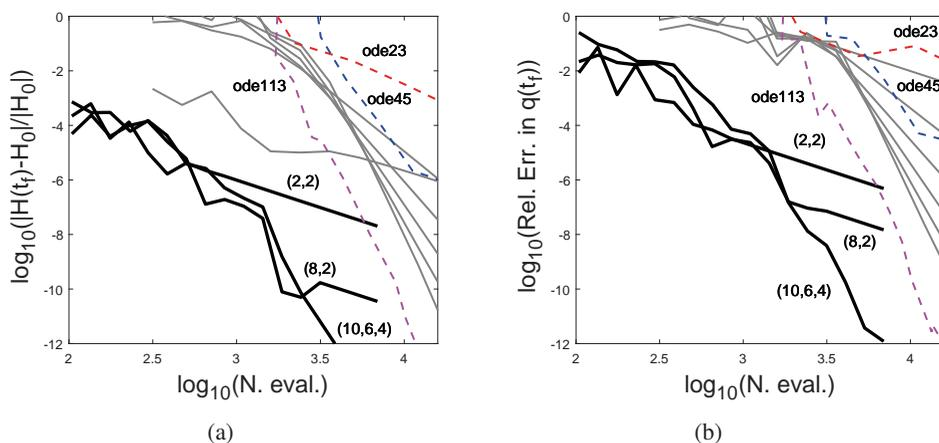 log10(|H(tf)-H0|/|H0|)
0
-2
-4
-6
-8
-10
-12
2
2.5
3
3.5
4
log10(N. eval.)
ode23
ode113
ode45
(2,2)
(8,2)
(10,6,4)
(a)
log10(Rel. Err. in q(tf))
0
-2
-4
-6
-8
-10
-12
2
2.5
3
3.5
4
log10(N. eval.)
ode23
ode45
ode113
(2,2)
(8,2)
(10,6,4)
(b)